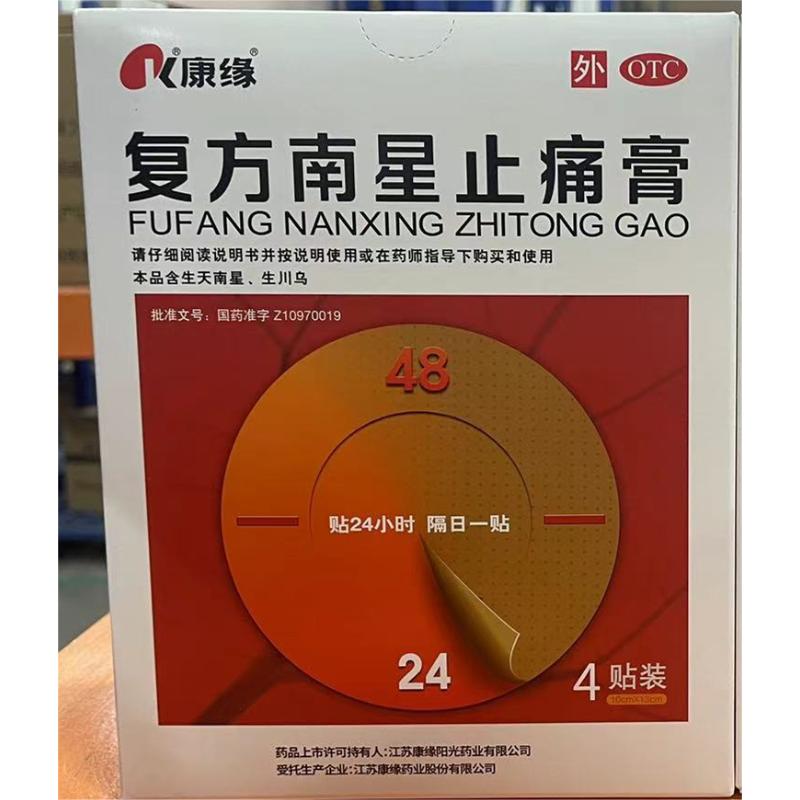 K®康缘®
外 OTC
复方南星止痛膏
FUFANG NANXING ZHITONG GAO
请仔细阅读说明书并按说明使用或在药师指导下购买和使用
本品含生天南星、生川乌
批准文号：国药准字 Z10970019
48
贴24小时 隔日一贴
24
4贴装
10cm×13cm
药品上市许可持有人：江苏康缘阳光药业有限公司
受托生产企业：江苏康缘药业股份有限公司